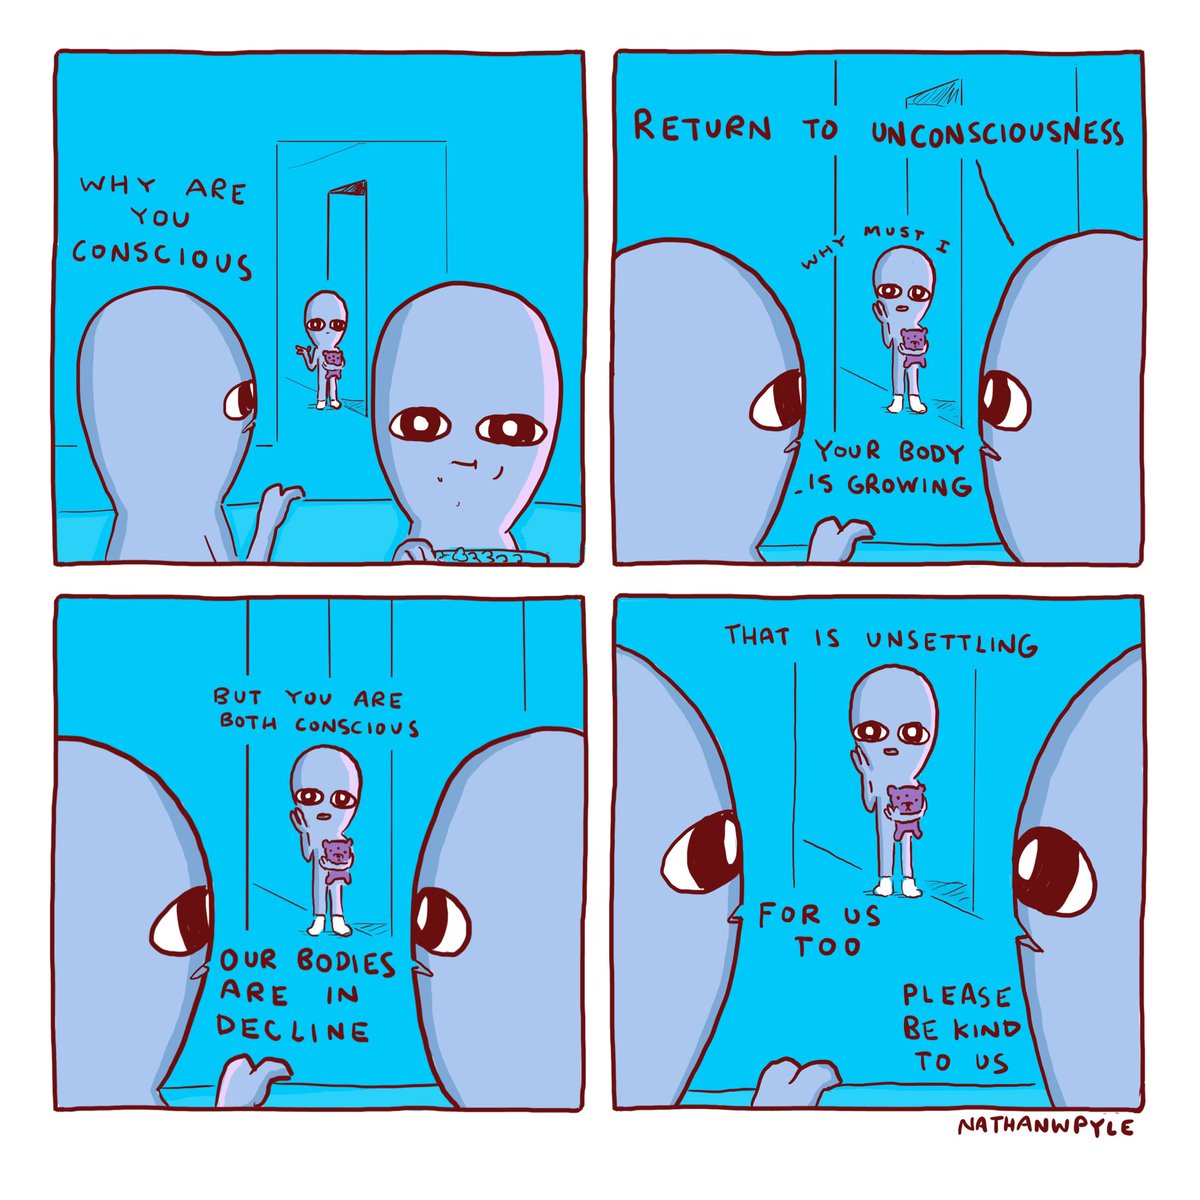 WHY ARE
YOU
CONSCIOUS
RETURN TO UNCONSCIOUSNESS
WHY MUST I
YOUR BODY
IS GROWING
BUT YOU ARE
BOTH CONSCIOUS
OUR BODIES
ARE IN
DECLINE
THAT IS UNSETTLING
FOR US
TOO
PLEASE
BE KIND
TO US
NATHANWPYLE